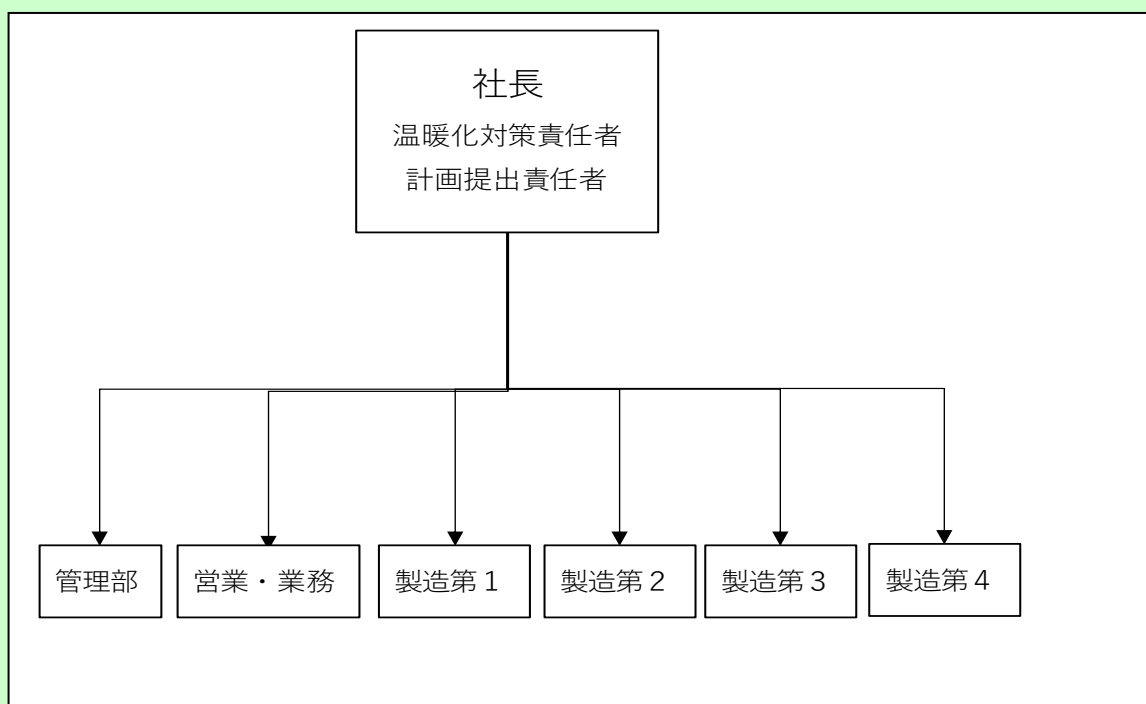 社長
温暖化対策責任者
計画提出責任者
管理部
営業・業務
製造第１
製造第２
製造第３
製造第４